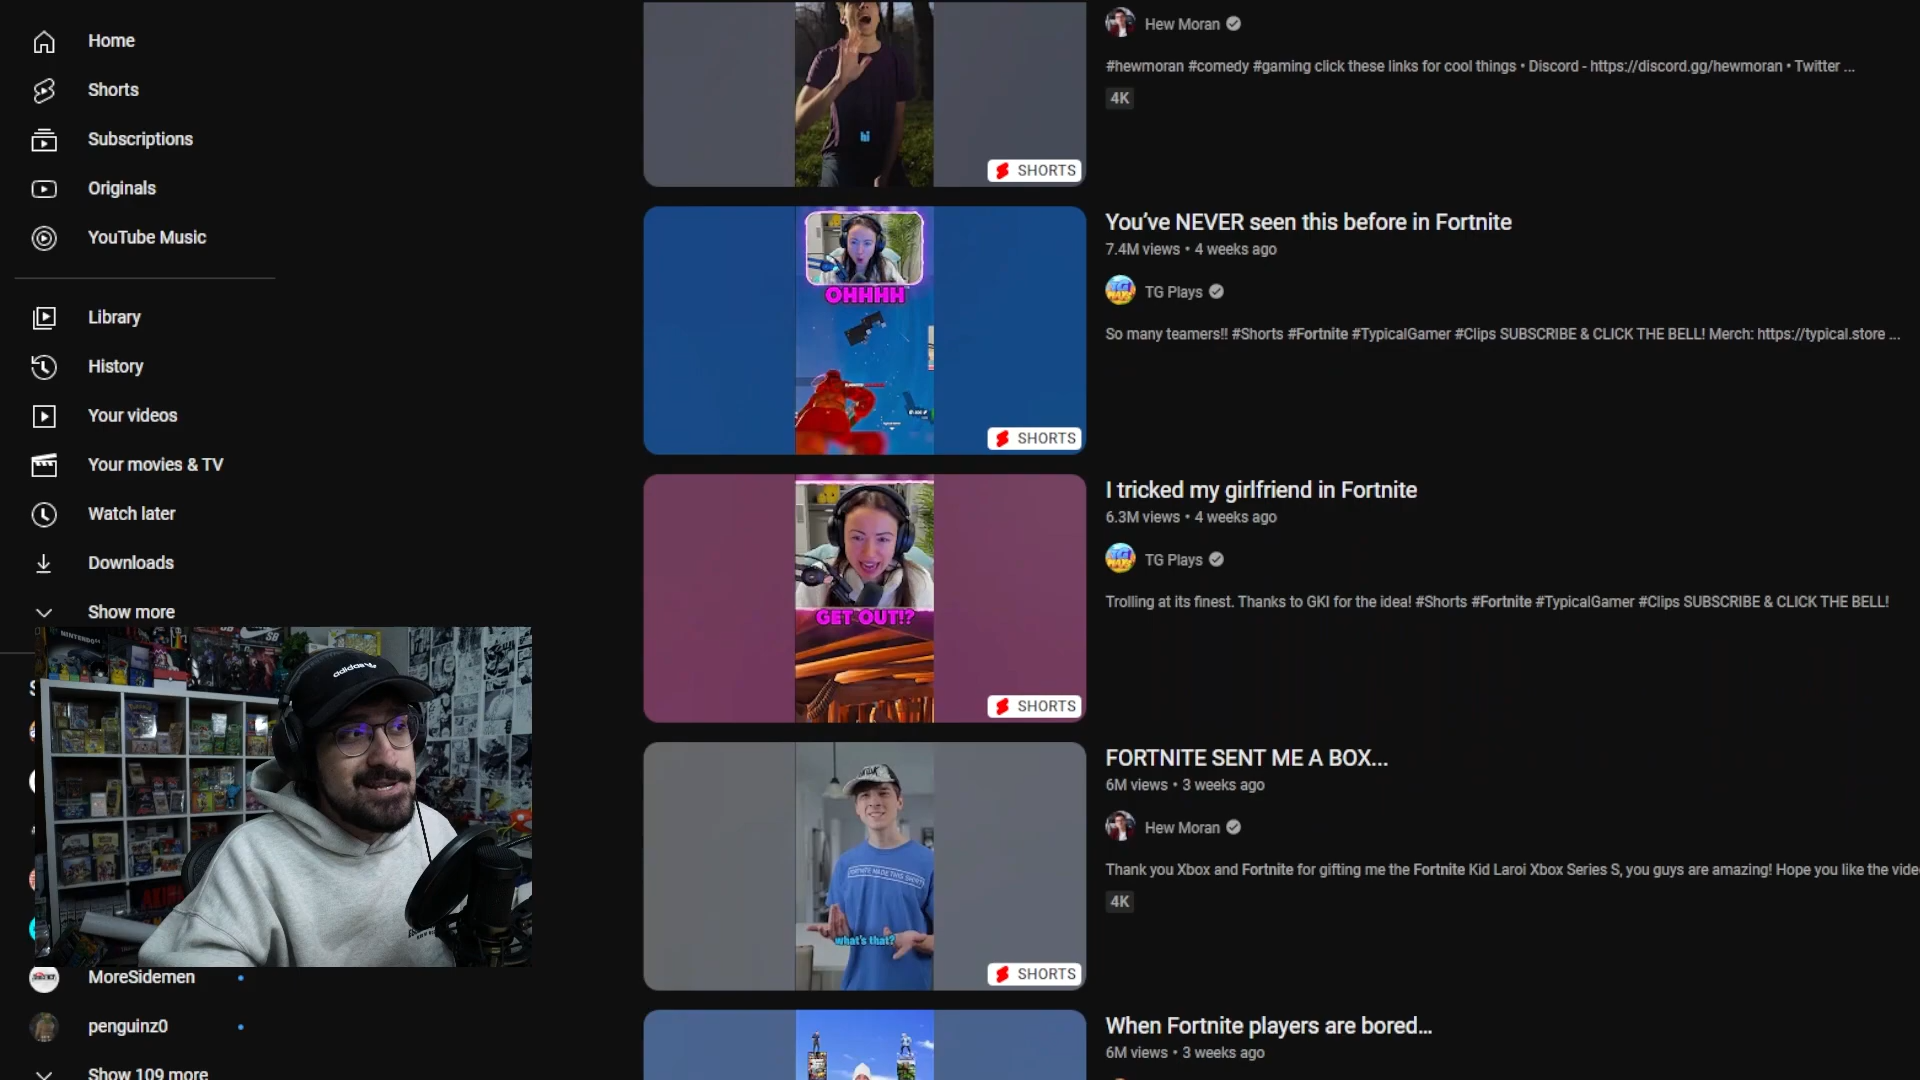 Home
Shorts
Subscriptions
Originals
YouTube Music
Library
History
Your videos
Your movies & TV
Watch later
Downloads
Show more
MoreSidemen
penguinz0
Show 109 more
adidas
NINTENDO64
SB
hi
SHORTS
Hew Moran
#hewmoran #comedy #gaming click these links for cool things • Discord - https://discord.gg/hewmoran • Twitter ...
4K
OHHHH
SHORTS
You’ve NEVER seen this before in Fortnite
7.4M views • 4 weeks ago
TG Plays
So many teamers!! #Shorts #Fortnite #TypicalGamer #Clips SUBSCRIBE & CLICK THE BELL! Merch: https://typical.store ...
GET OUT!?
SHORTS
I tricked my girlfriend in Fortnite
6.3M views • 4 weeks ago
TG Plays
Trolling at its finest. Thanks to GKI for the idea! #Shorts #Fortnite #TypicalGamer #Clips SUBSCRIBE & CLICK THE BELL!
FORTNITE MADE THIS SHORT
what's that?
SHORTS
FORTNITE SENT ME A BOX...
6M views • 3 weeks ago
Hew Moran
Thank you Xbox and Fortnite for gifting me the Fortnite Kid Laroi Xbox Series S, you guys are amazing! Hope you like the vide
4K
When Fortnite players are bored...
6M views • 3 weeks ago